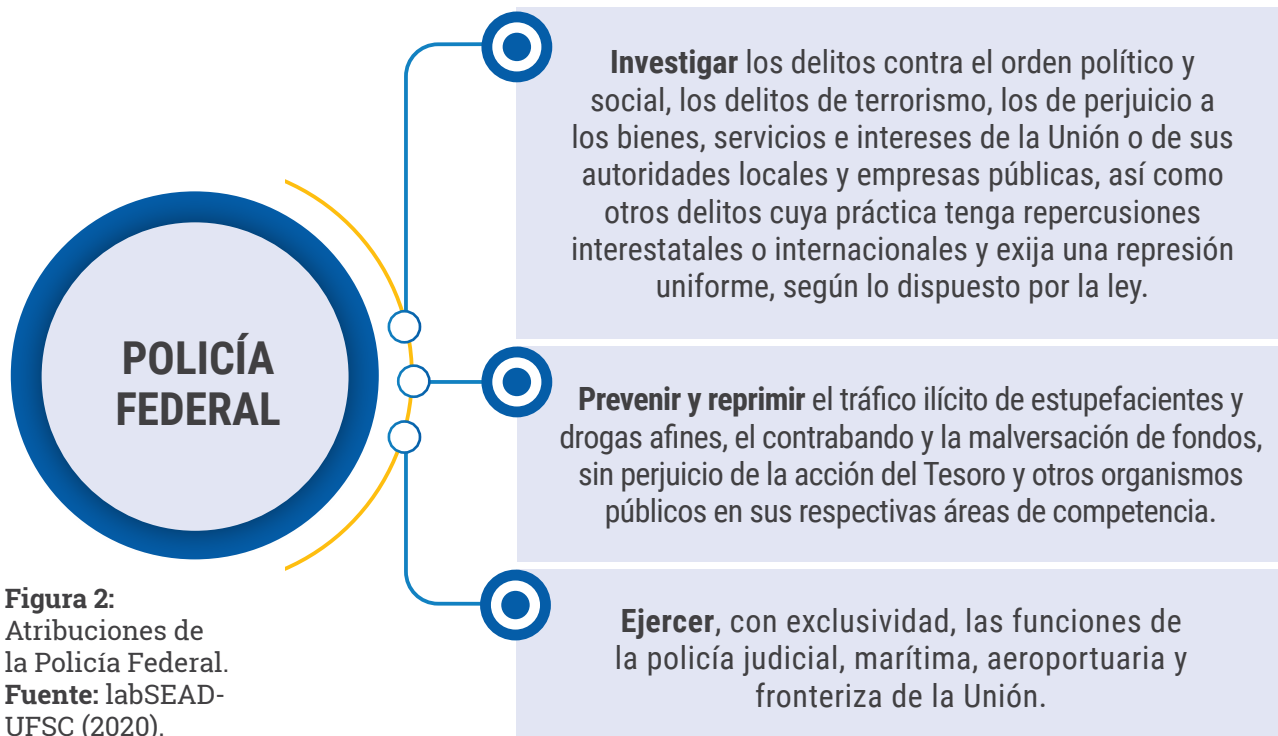 POLICÍA
FEDERAL
Investigar los delitos contra el orden político y
social, los delitos de terrorismo, los de perjuicio a
los bienes, servicios e intereses de la Unión o de sus
autoridades locales y empresas públicas, así como
otros delitos cuya práctica tenga repercusiones
interestatales o internacionales y exija una represión
uniforme, según lo dispuesto por la ley.
Prevenir y reprimir el tráfico ilícito de estupefacientes y
drogas afines, el contrabando y la malversación de fondos,
sin perjuicio de la acción del Tesoro y otros organismos
públicos en sus respectivas áreas de competencia.
Ejercer, con exclusividad, las funciones de
la policía judicial, marítima, aeroportuaria y
fronteriza de la Unión.
Figura 2:
Atribuciones de
la Policía Federal.
Fuente: labSEAD-
UFSC (2020).